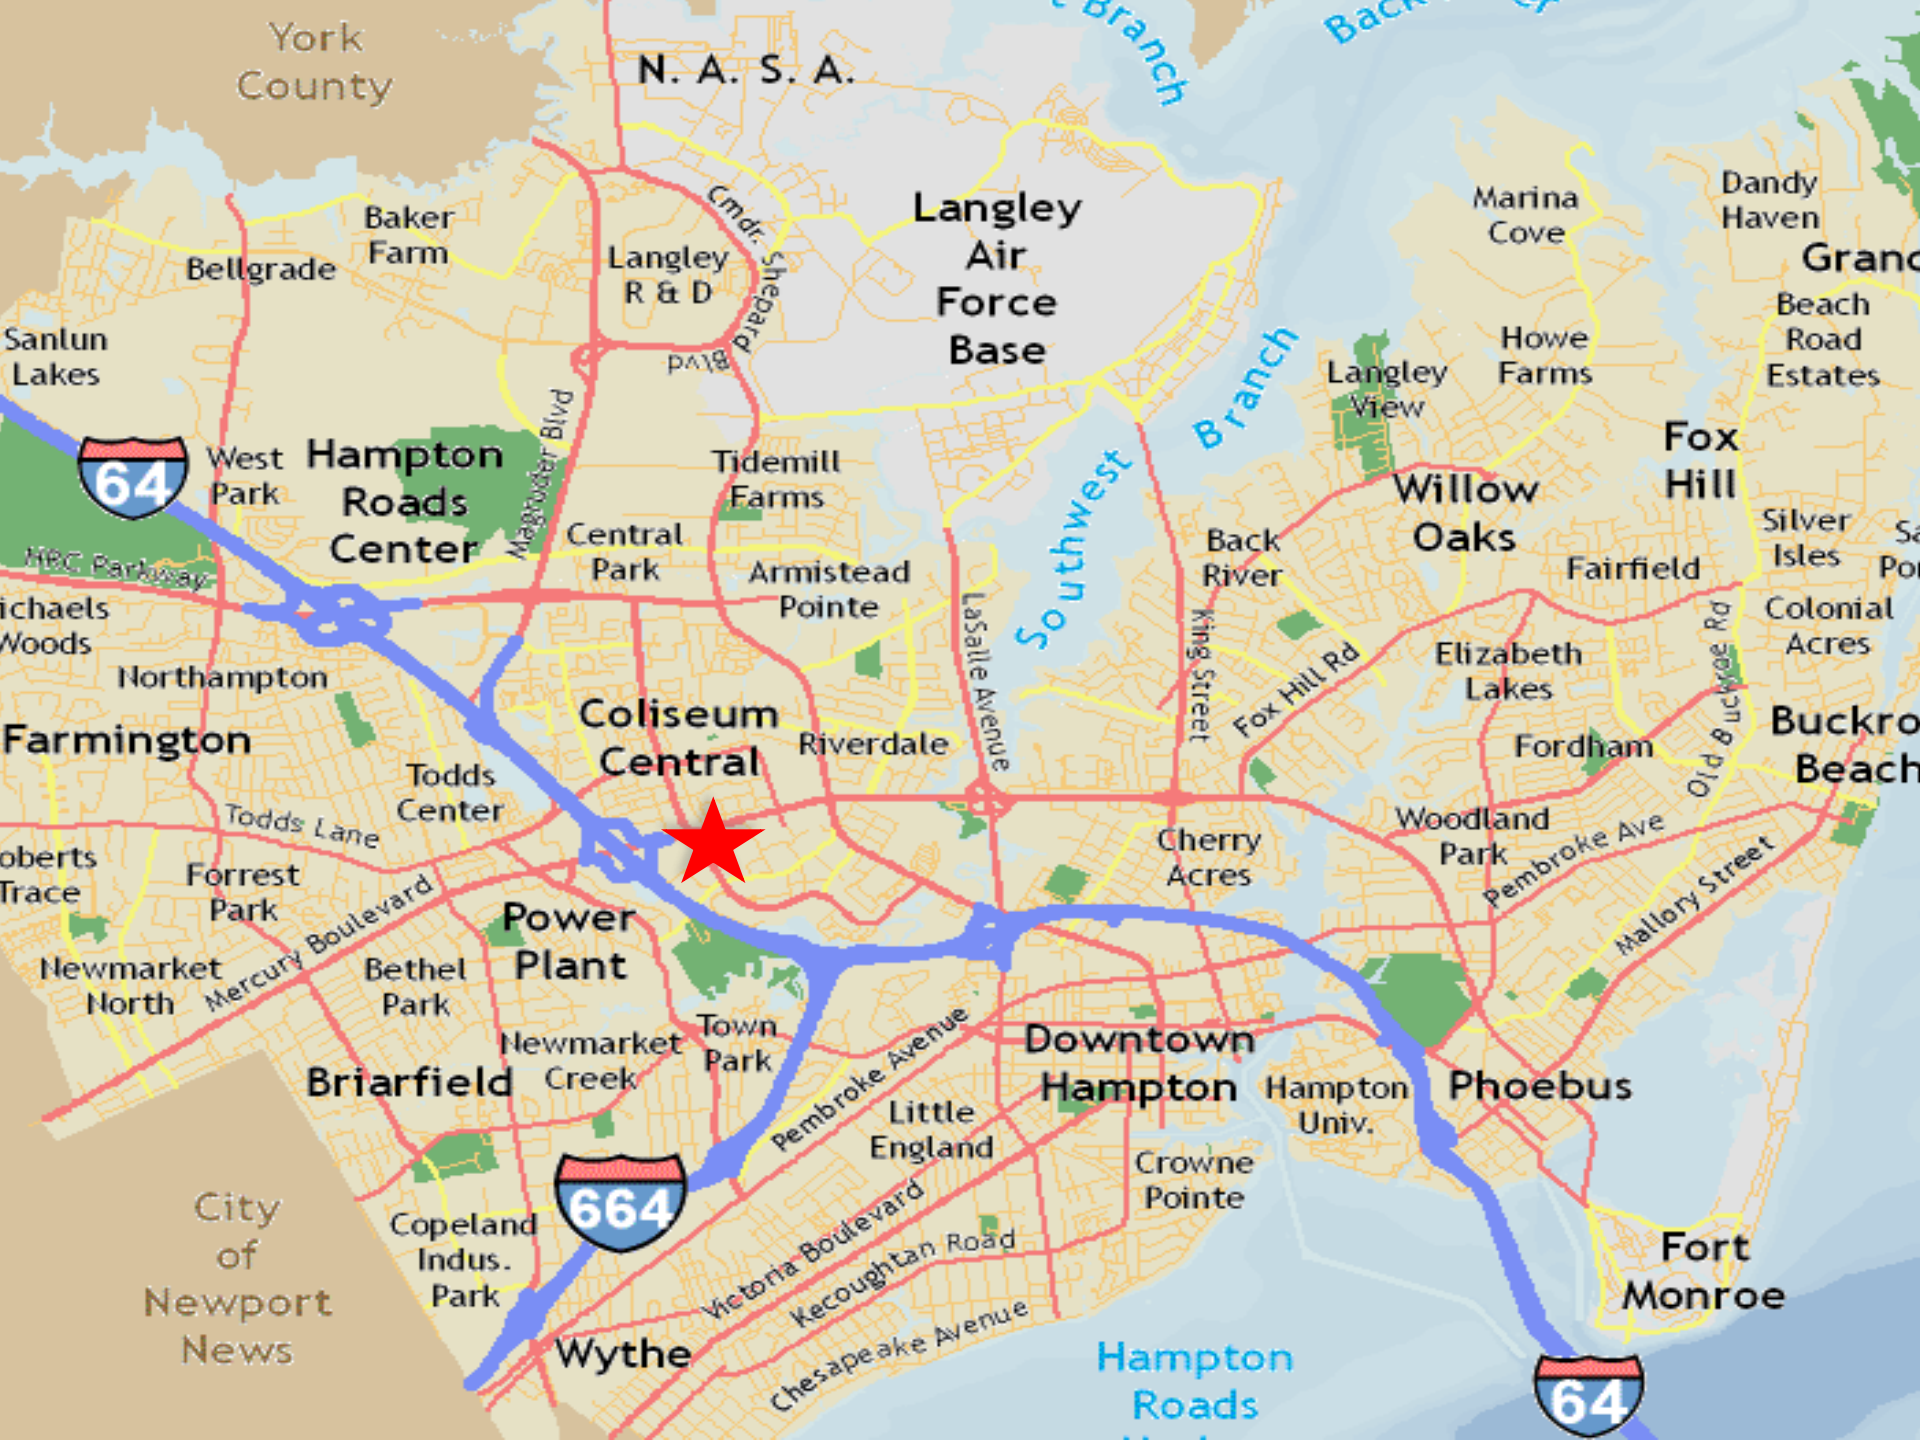 York
County
N. A. S. A.
Branch
Back
Cmdr. Shepard
Blvd
Langley
Air
Force
Base
Langley
R & D
Baker
Farm
Bellgrade
Marina
Cove
Dandy
Haven
Sanlun
Lakes
Howe
Farms
Beach
Road
Estates
Langley
View
Branch
Southwest
64
West
Park
Hampton
Roads
Center
Magruder Blvd
Tidemill
Farms
Fox
Hill
Willow
Oaks
Central
Park
Back
River
Silver
Isles
Fairfield
HRC Parkway
Armistead
Pointe
Woods
Colonial
Acres
LaSalle Avenue
King Street
Fox Hill Rd
Elizabeth
Lakes
Old Buckroe Rd
Northampton
Farmington
Coliseum
Central
Riverdale
Fordham
Beach
Todds
Center
Todds Lane
Woodland
Park
Pembroke Ave
Cherry
Acres
Mallory Street
Trace
Forrest
Park
Mercury Boulevard
Power
Plant
Newmarket
North
Bethel
Park
Town
Park
Newmarket
Creek
Pembroke Avenue
Downtown
Hampton
Briarfield
Hampton
Univ.
Phoebus
Little
England
Crowne
Pointe
664
City
of
Newport
News
Copeland
Indus.
Park
Victoria Boulevard
Kecoughtan Road
Chesapeake Avenue
Wythe
Fort
Monroe
Hampton
Roads
64